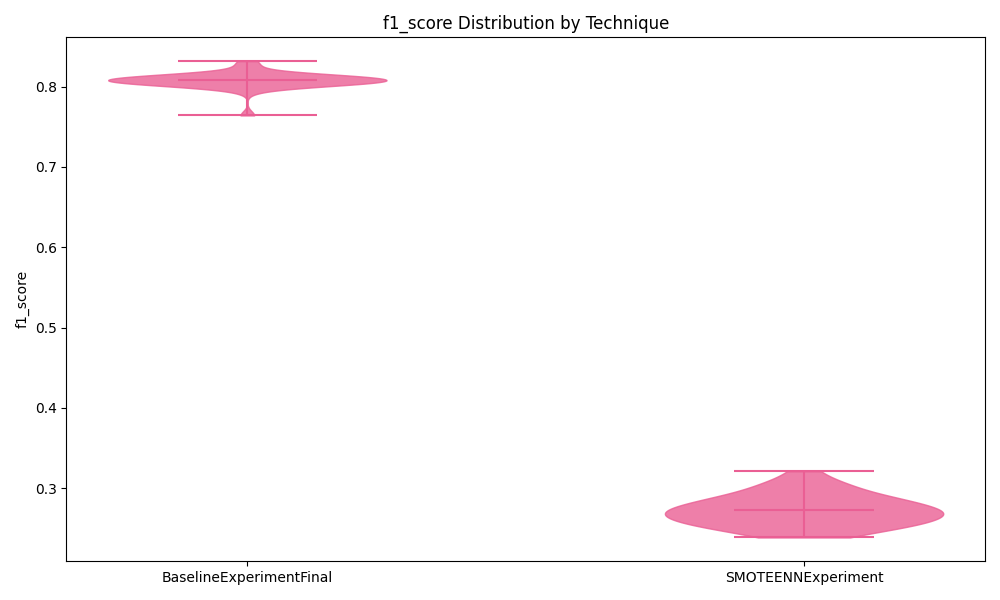 f1_score Distribution by Technique
f1_score
0.8
0.7
0.6
0.5
0.4
0.3
BaselineExperimentFinal
SMOTEENNExperiment